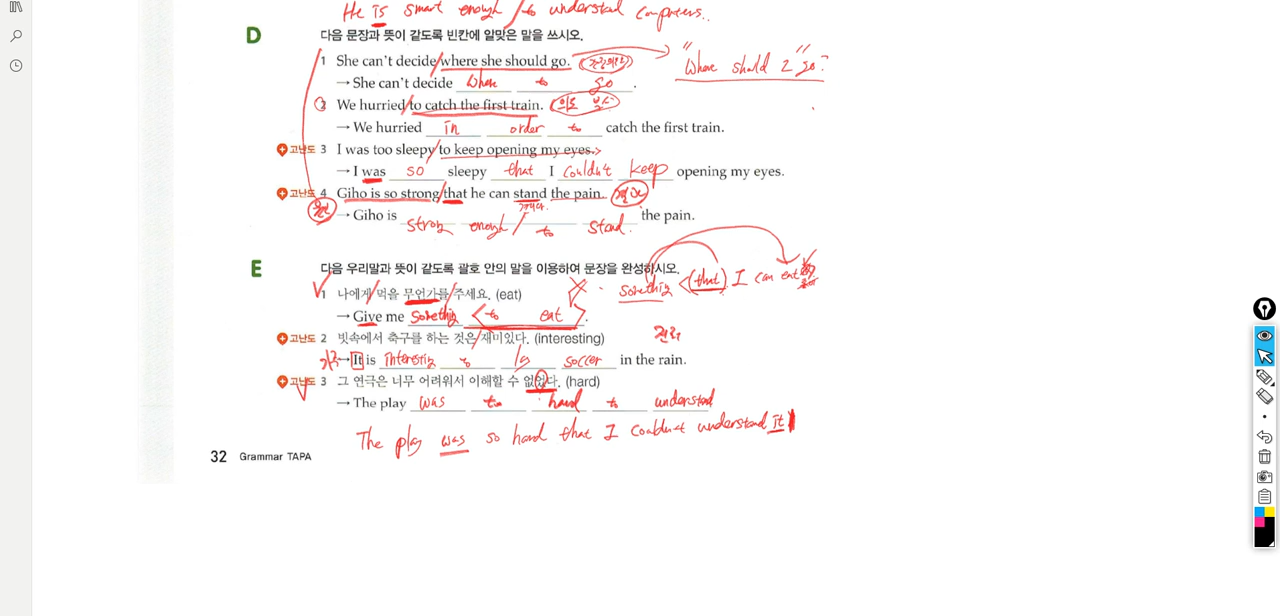 He is smart enough / to understad computers..
D 다음 문장과 뜻이 같도록 빈칸에 알맞은 말을 쓰시오.
1 She can't decide where she should go. "Where should I go?"
→ She can't decide Where to go.
2 We hurried to catch the first train. (의도 목적)
→ We hurried in order to catch the first train.
고난도 3 I was too sleepy to keep opening my eyes.
→ I was so sleepy that I couldn't keep opening my eyes.
고난도 4 Giho is so strong that he can stand the pain.
→ Giho is strong enough / to stand. the pain.
E 다음 우리말과 뜻이 같도록 괄호 안의 말을 이용하여 문장을 완성하시오.
somethig (that) I can eat
1 나에게 먹을 무언가를 주세요. (eat)
→ Give me somethig to eat.
고난도 2 빗속에서 축구를 하는 것은 재미있다. (interesting)
→ It is interestig to soccer in the rain.
고난도 3 그 연극은 너무 어려워서 이해할 수 없었다. (hard)
→ The play was too hard to understand
The play was so hard that I couldn't understand it
32 Grammar TAPA